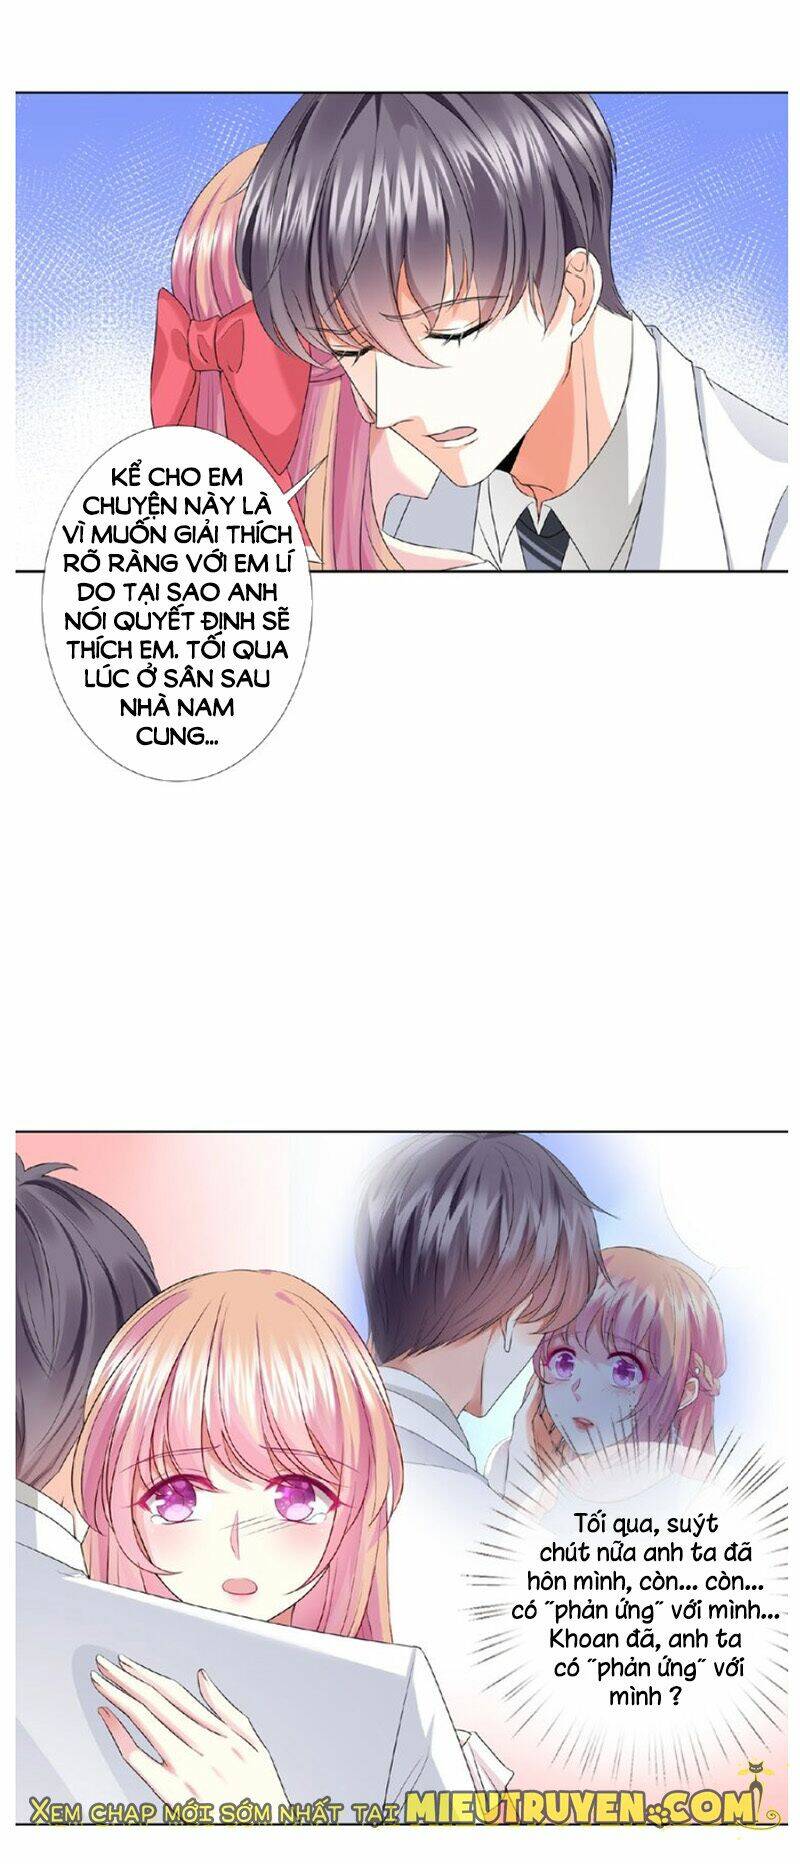 KỂ CHO EM
CHUYỆN NÀY LÀ
VÌ MUỐN GIẢI THÍCH
RÕ RÀNG VỚI EM LÍ
DO TẠI SAO ANH
NÓI QUYẾT ĐỊNH SẼ
THÍCH EM. TỐI QUA
LÚC Ở SÂN SAU
NHÀ NAM
CUNG...
Tối qua, suýt
chút nữa anh ta đã
hôn mình, còn... còn...
có "phản ứng" với mình...
Khoan đã, anh ta
có "phản ứng" với
mình ?
XEM CHAP MỚI SỚM NHẤT TẠI MIEUTRUYEN.COM